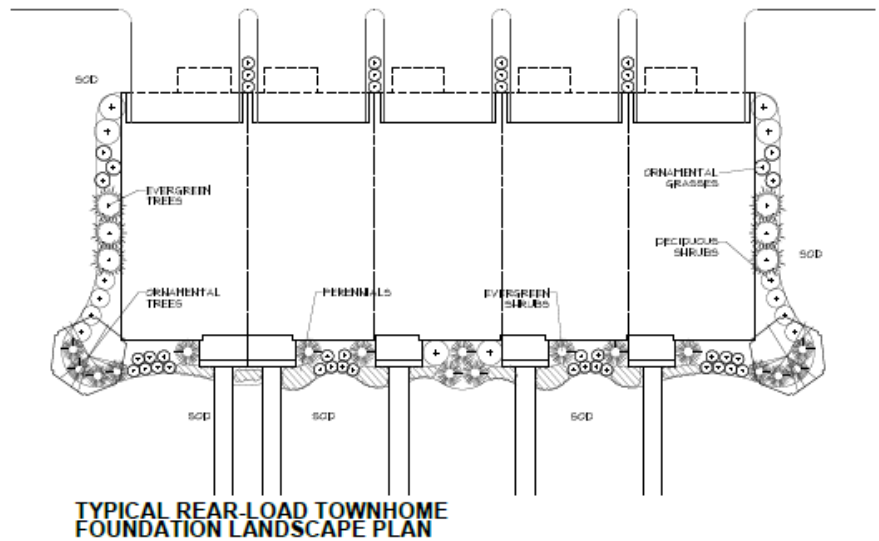 SOD
ORNAMENTAL
GRASSES
EVERGREEN
TREES
DECIDUOUS
SHRUBS
SOD
ORNAMENTAL
TREES
PERENNIALS
EVERGREEN
SHRUBS
SOD
SOD
SOD
TYPICAL REAR-LOAD TOWNHOME
FOUNDATION LANDSCAPE PLAN